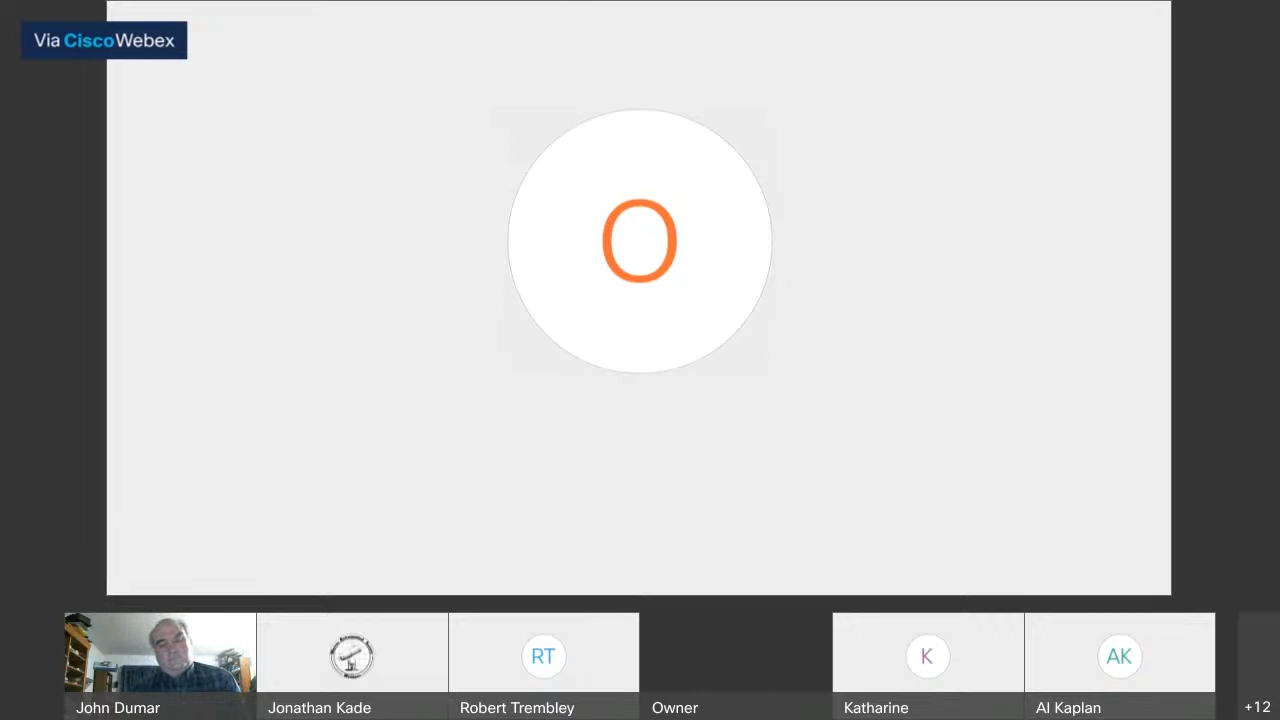 Via CiscoWebex
O
RT
K
AK
John Dumar
Jonathan Kade
Robert Trembley
Owner
Katharine
Al Kaplan
+12